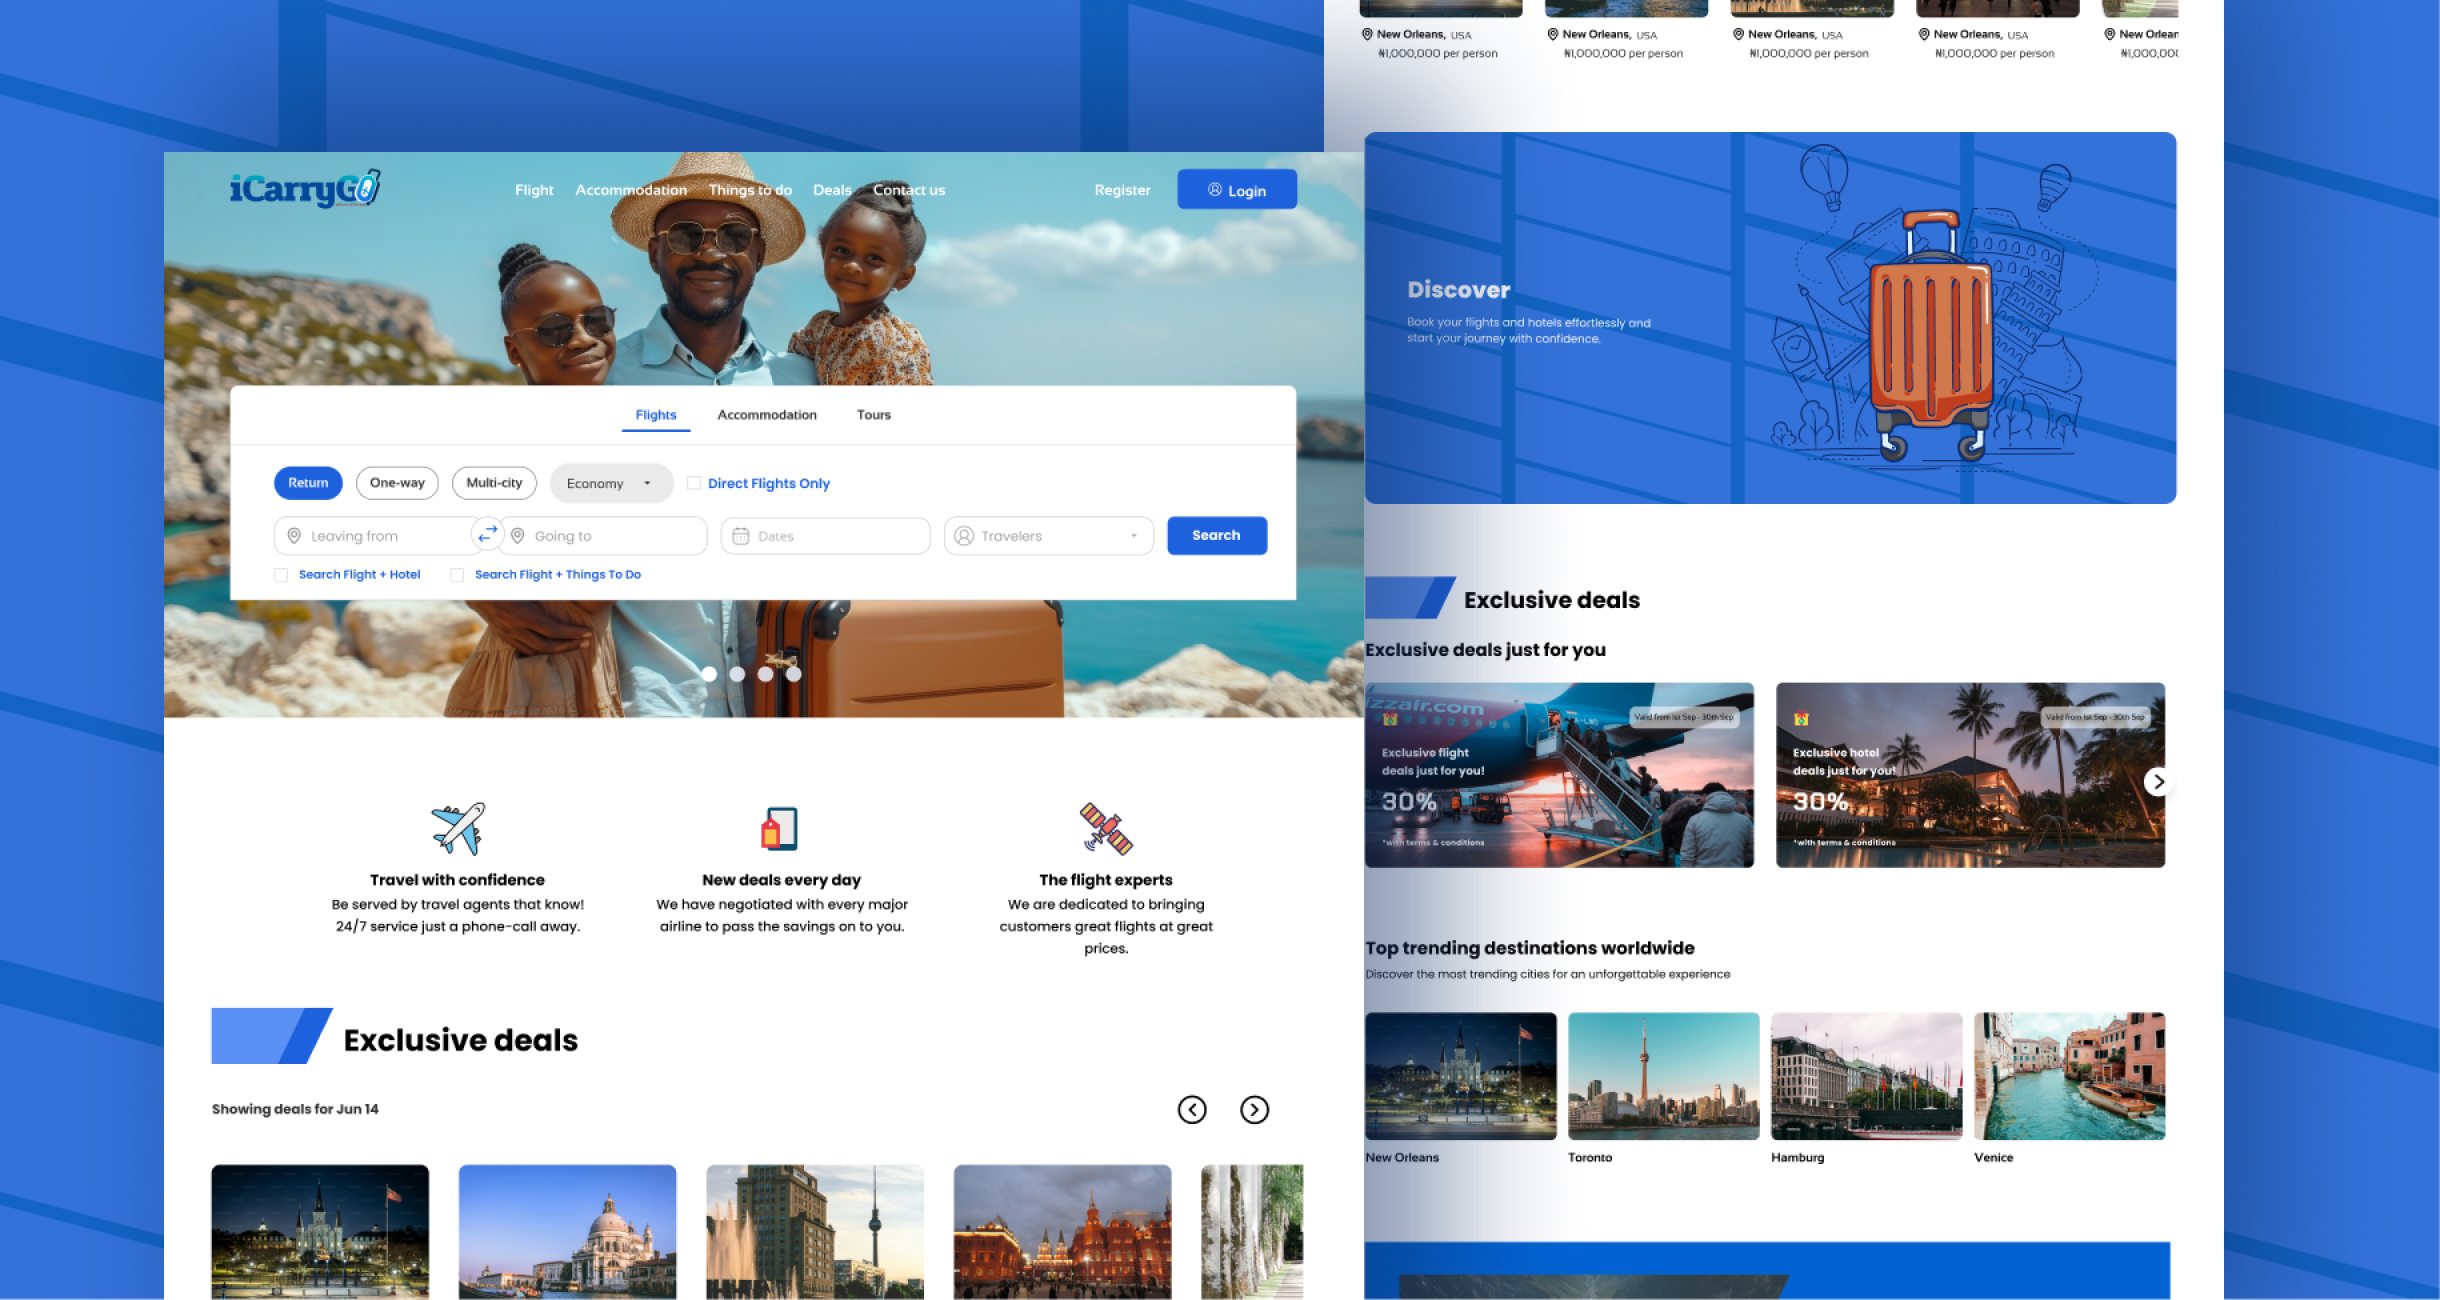 iCarryGO
Flight Accommodation Things to do Deals Contact us Register Login
Flights Accommodation Tours
Return One-way Multi-city Economy Direct Flights Only
Leaving from Going to Dates Travelers Search
Search Flight + Hotel Search Flight + Things To Do
Travel with confidence
Be served by travel agents that know!
24/7 service just a phone-call away.
New deals every day
We have negotiated with every major
airline to pass the savings on to you.
The flight experts
We are dedicated to bringing
customers great flights at great
prices.
Exclusive deals
Showing deals for Jun 14
New Orleans, USA
₦1,000,000 per person
New Orleans, USA
₦1,000,000 per person
New Orleans, USA
₦1,000,000 per person
New Orleans, USA
₦1,000,000 per person
New Orlean
₦1,000,00
Discover
Book your flights and hotels effortlessly and
start your journey with confidence.
Exclusive deals
Exclusive deals just for you
izzair.com
Valid from 1st Sep - 30th Sep
Exclusive flight
deals just for you!
30%
*with terms & conditions
Valid from 1st Sep - 30th Sep
Exclusive hotel
deals just for you!
30%
*with terms & conditions
Top trending destinations worldwide
Discover the most trending cities for an unforgettable experience
New Orleans
Toronto
Hamburg
Venice